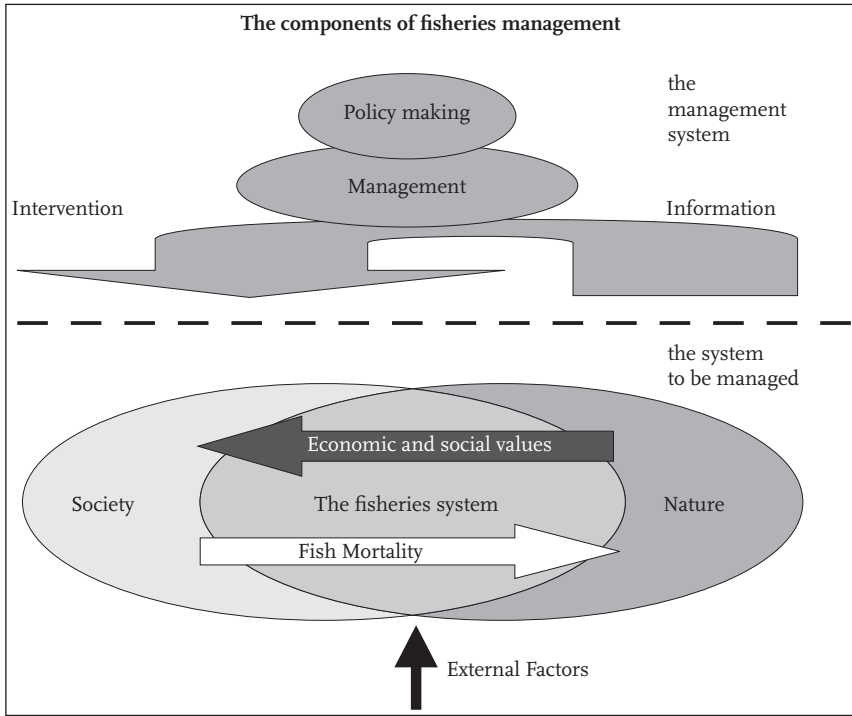 The components of fisheries management
the
management
system
Policy making
Management
Intervention
Information
the system
to be managed
Economic and social values
Society
The fisheries system
Nature
Fish Mortality
External Factors